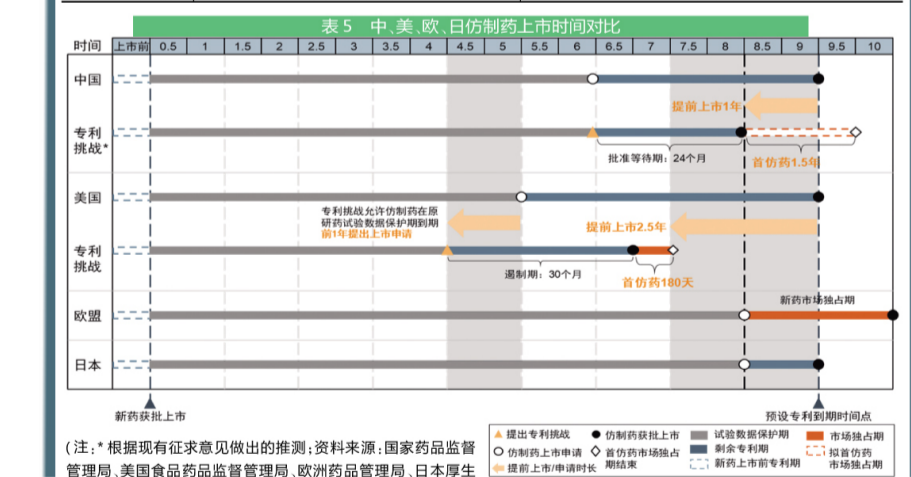 表 5 中、美、欧、日仿制药上市时间对比
时间 上市前 0.5 1 1.5 2 2.5 3 3.5 4 4.5 5 5.5 6 6.5 7 7.5 8 8.5 9 9.5 10
中国
提前上市1年
专利
挑战*
批准等待期：24个月
首仿药1.5年
美国
专利挑战允许仿制药在原
研药试验数据保护期到期
前1年提出上市申请
提前上市2.5年
专利
挑战
遏制期：30个月
首仿药180天
新药市场独占期
欧盟
日本
新药获批上市
预设专利到期时间点
提出专利挑战 仿制药获批上市 试验数据保护期 市场独占期
仿制药上市申请 首仿药市场独占期结束 剩余专利期 拟首仿药市场独占期
提前上市/申请时长 新药上市前专利期
(注:* 根据现有征求意见做出的推测;资料来源:国家药品监督
管理局、美国食品药品监督管理局、欧洲药品管理局、日本厚生